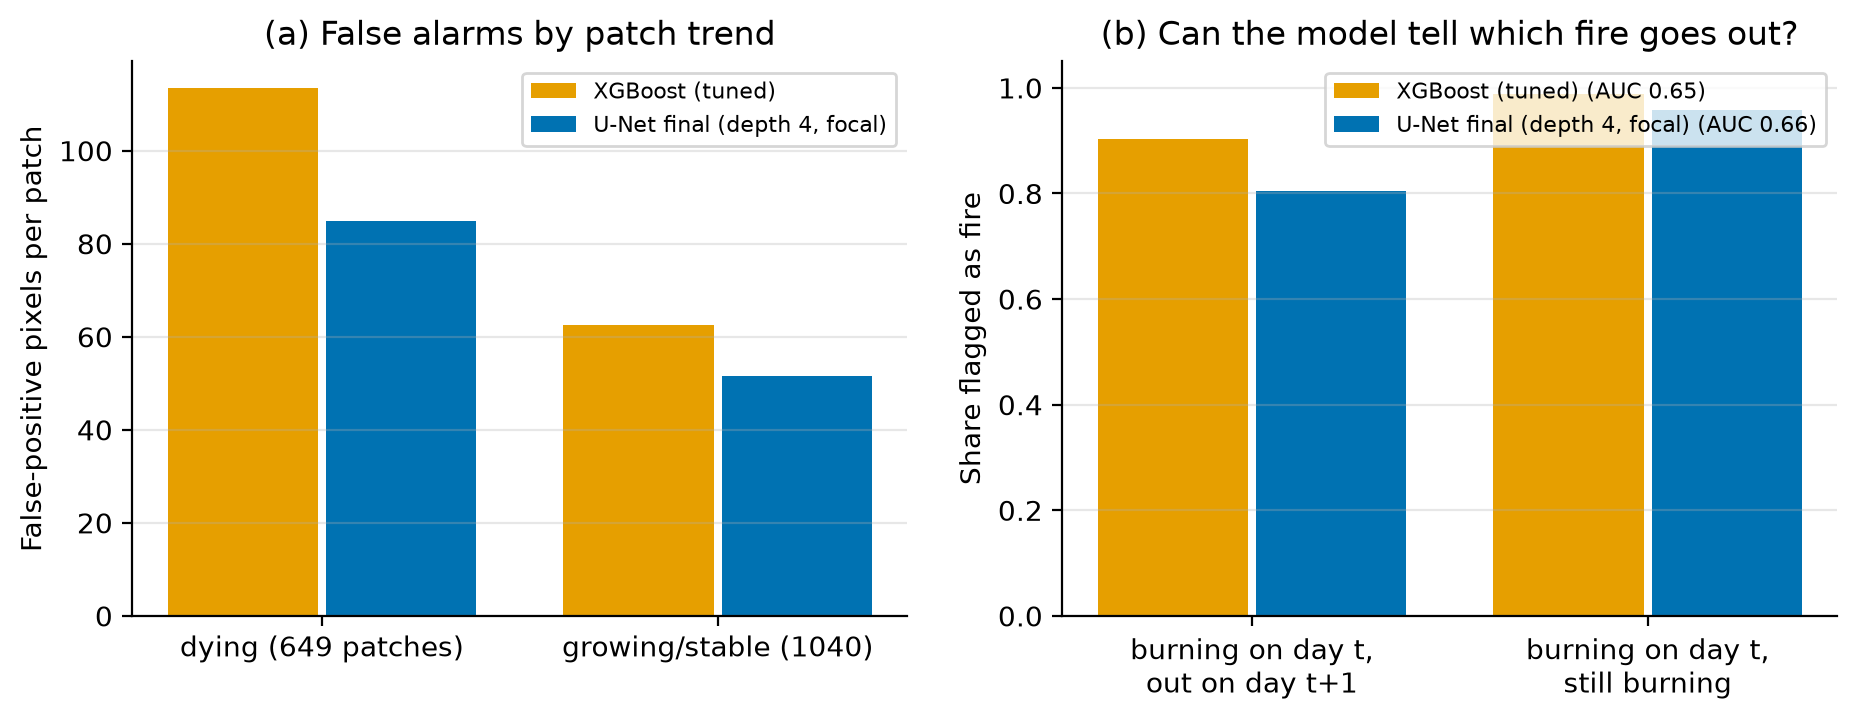 (a) False alarms by patch trend
False-positive pixels per patch
100
80
60
40
20
0
XGBoost (tuned)
U-Net final (depth 4, focal)
dying (649 patches)
growing/stable (1040)
(b) Can the model tell which fire goes out?
Share flagged as fire
1.0
0.8
0.6
0.4
0.2
0.0
XGBoost (tuned) (AUC 0.65)
U-Net final (depth 4, focal) (AUC 0.66)
burning on day t,
out on day t+1
burning on day t,
still burning